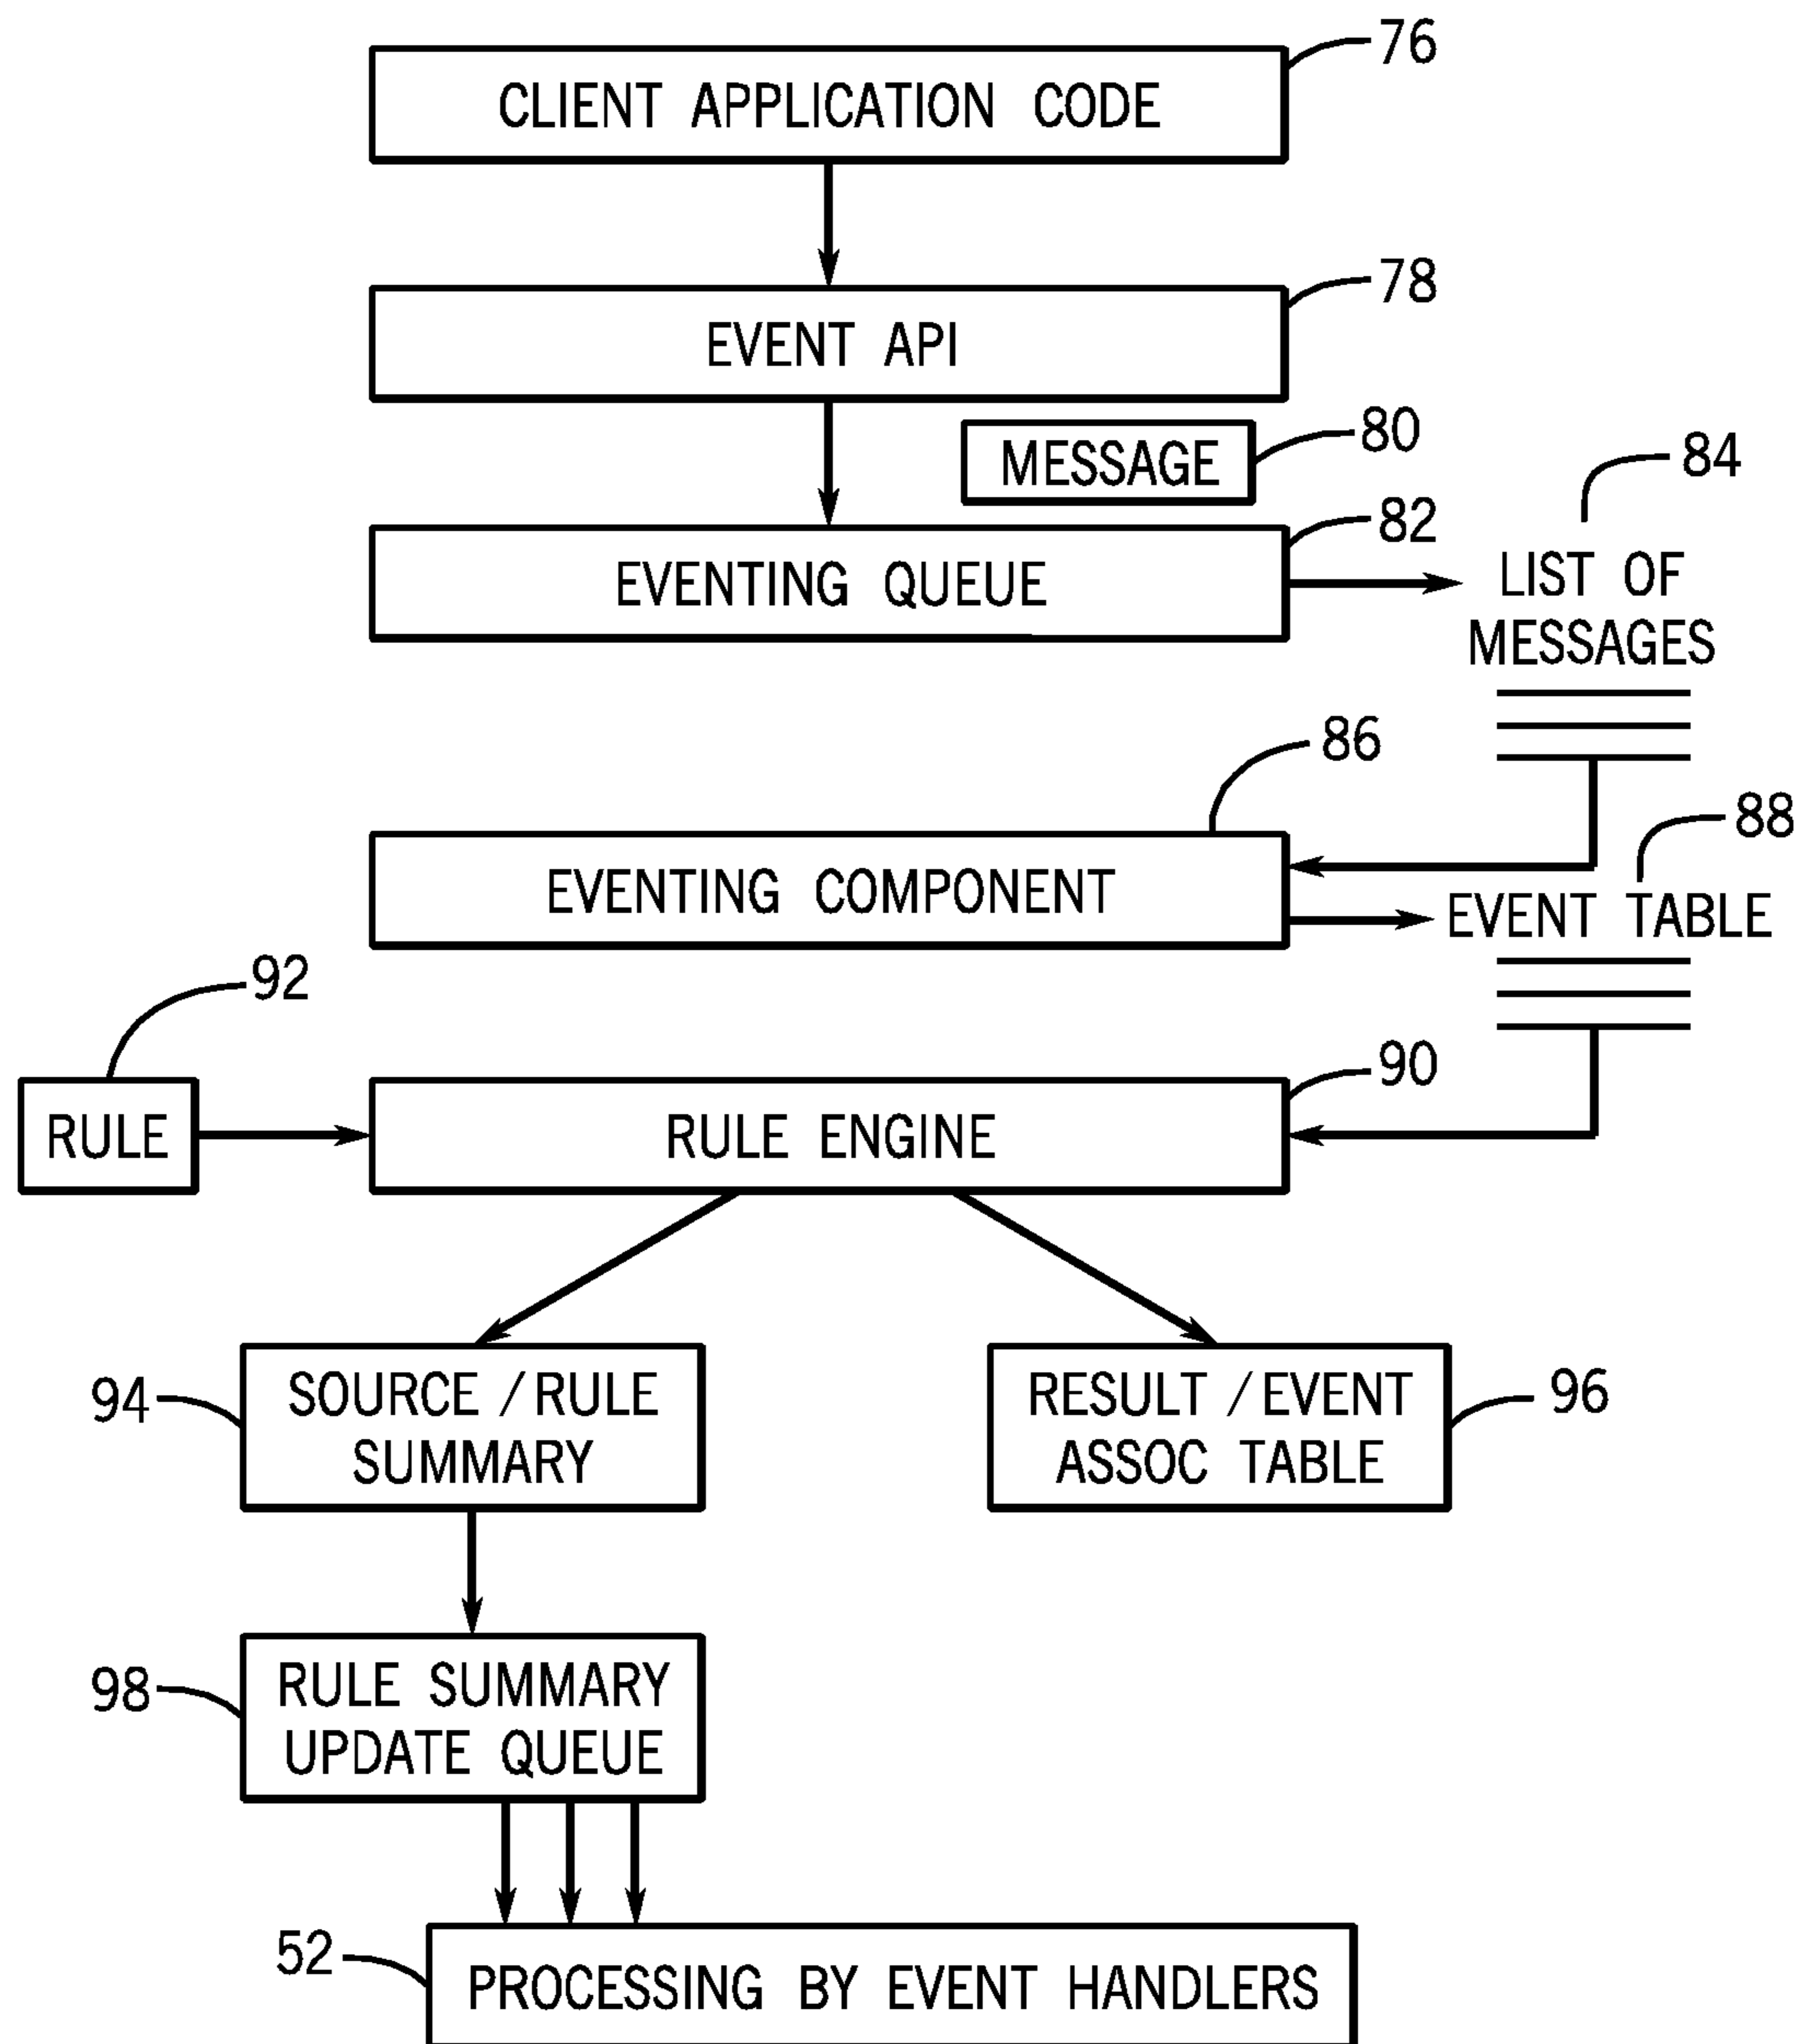 76
CLIENT APPLICATION CODE
78
EVENT API
80
MESSAGE
84
82
EVENTING QUEUE
LIST OF
MESSAGES
86
88
EVENTING COMPONENT
EVENT TABLE
92
90
RULE
RULE ENGINE
94
SOURCE / RULE
SUMMARY
RESULT / EVENT
ASSOC TABLE
96
98
RULE SUMMARY
UPDATE QUEUE
52
PROCESSING BY EVENT HANDLERS